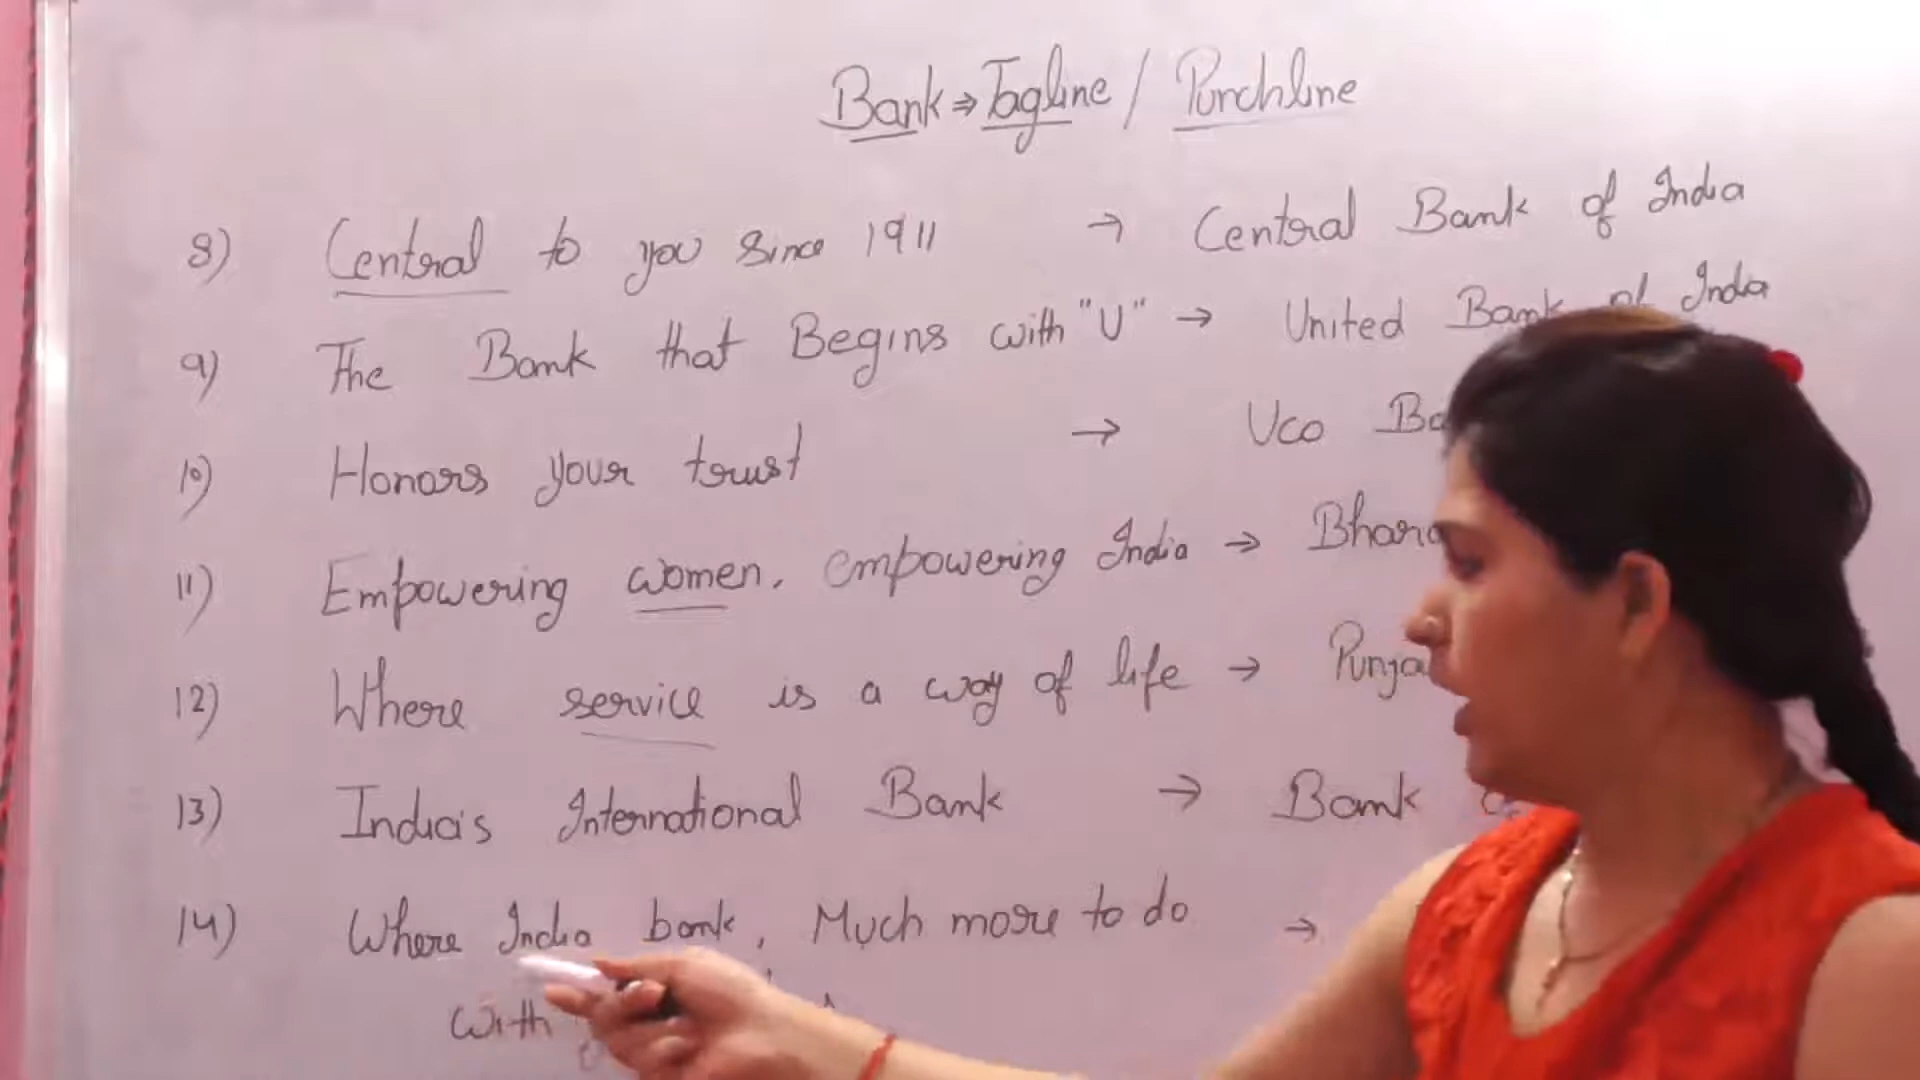 Bank ⇒ Tagline / Punchline
8) Central to you since 1911 → Central Bank of India
9) The Bank that Begins with "U" → United Bank of India
10) Honors your trust → Uco
11) Empowering women, empowering India →
12) Where service is a way of life →
13) India's International Bank → Bank
14) Where India bank, Much more to do →
with